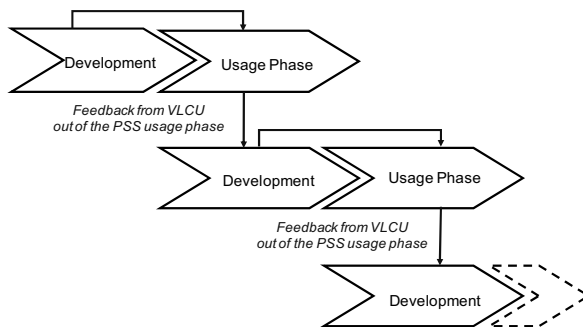 Development
Usage Phase
Feedback from VLCU
out of the PSS usage phase
Development
Usage Phase
Feedback from VLCU
out of the PSS usage phase
Development